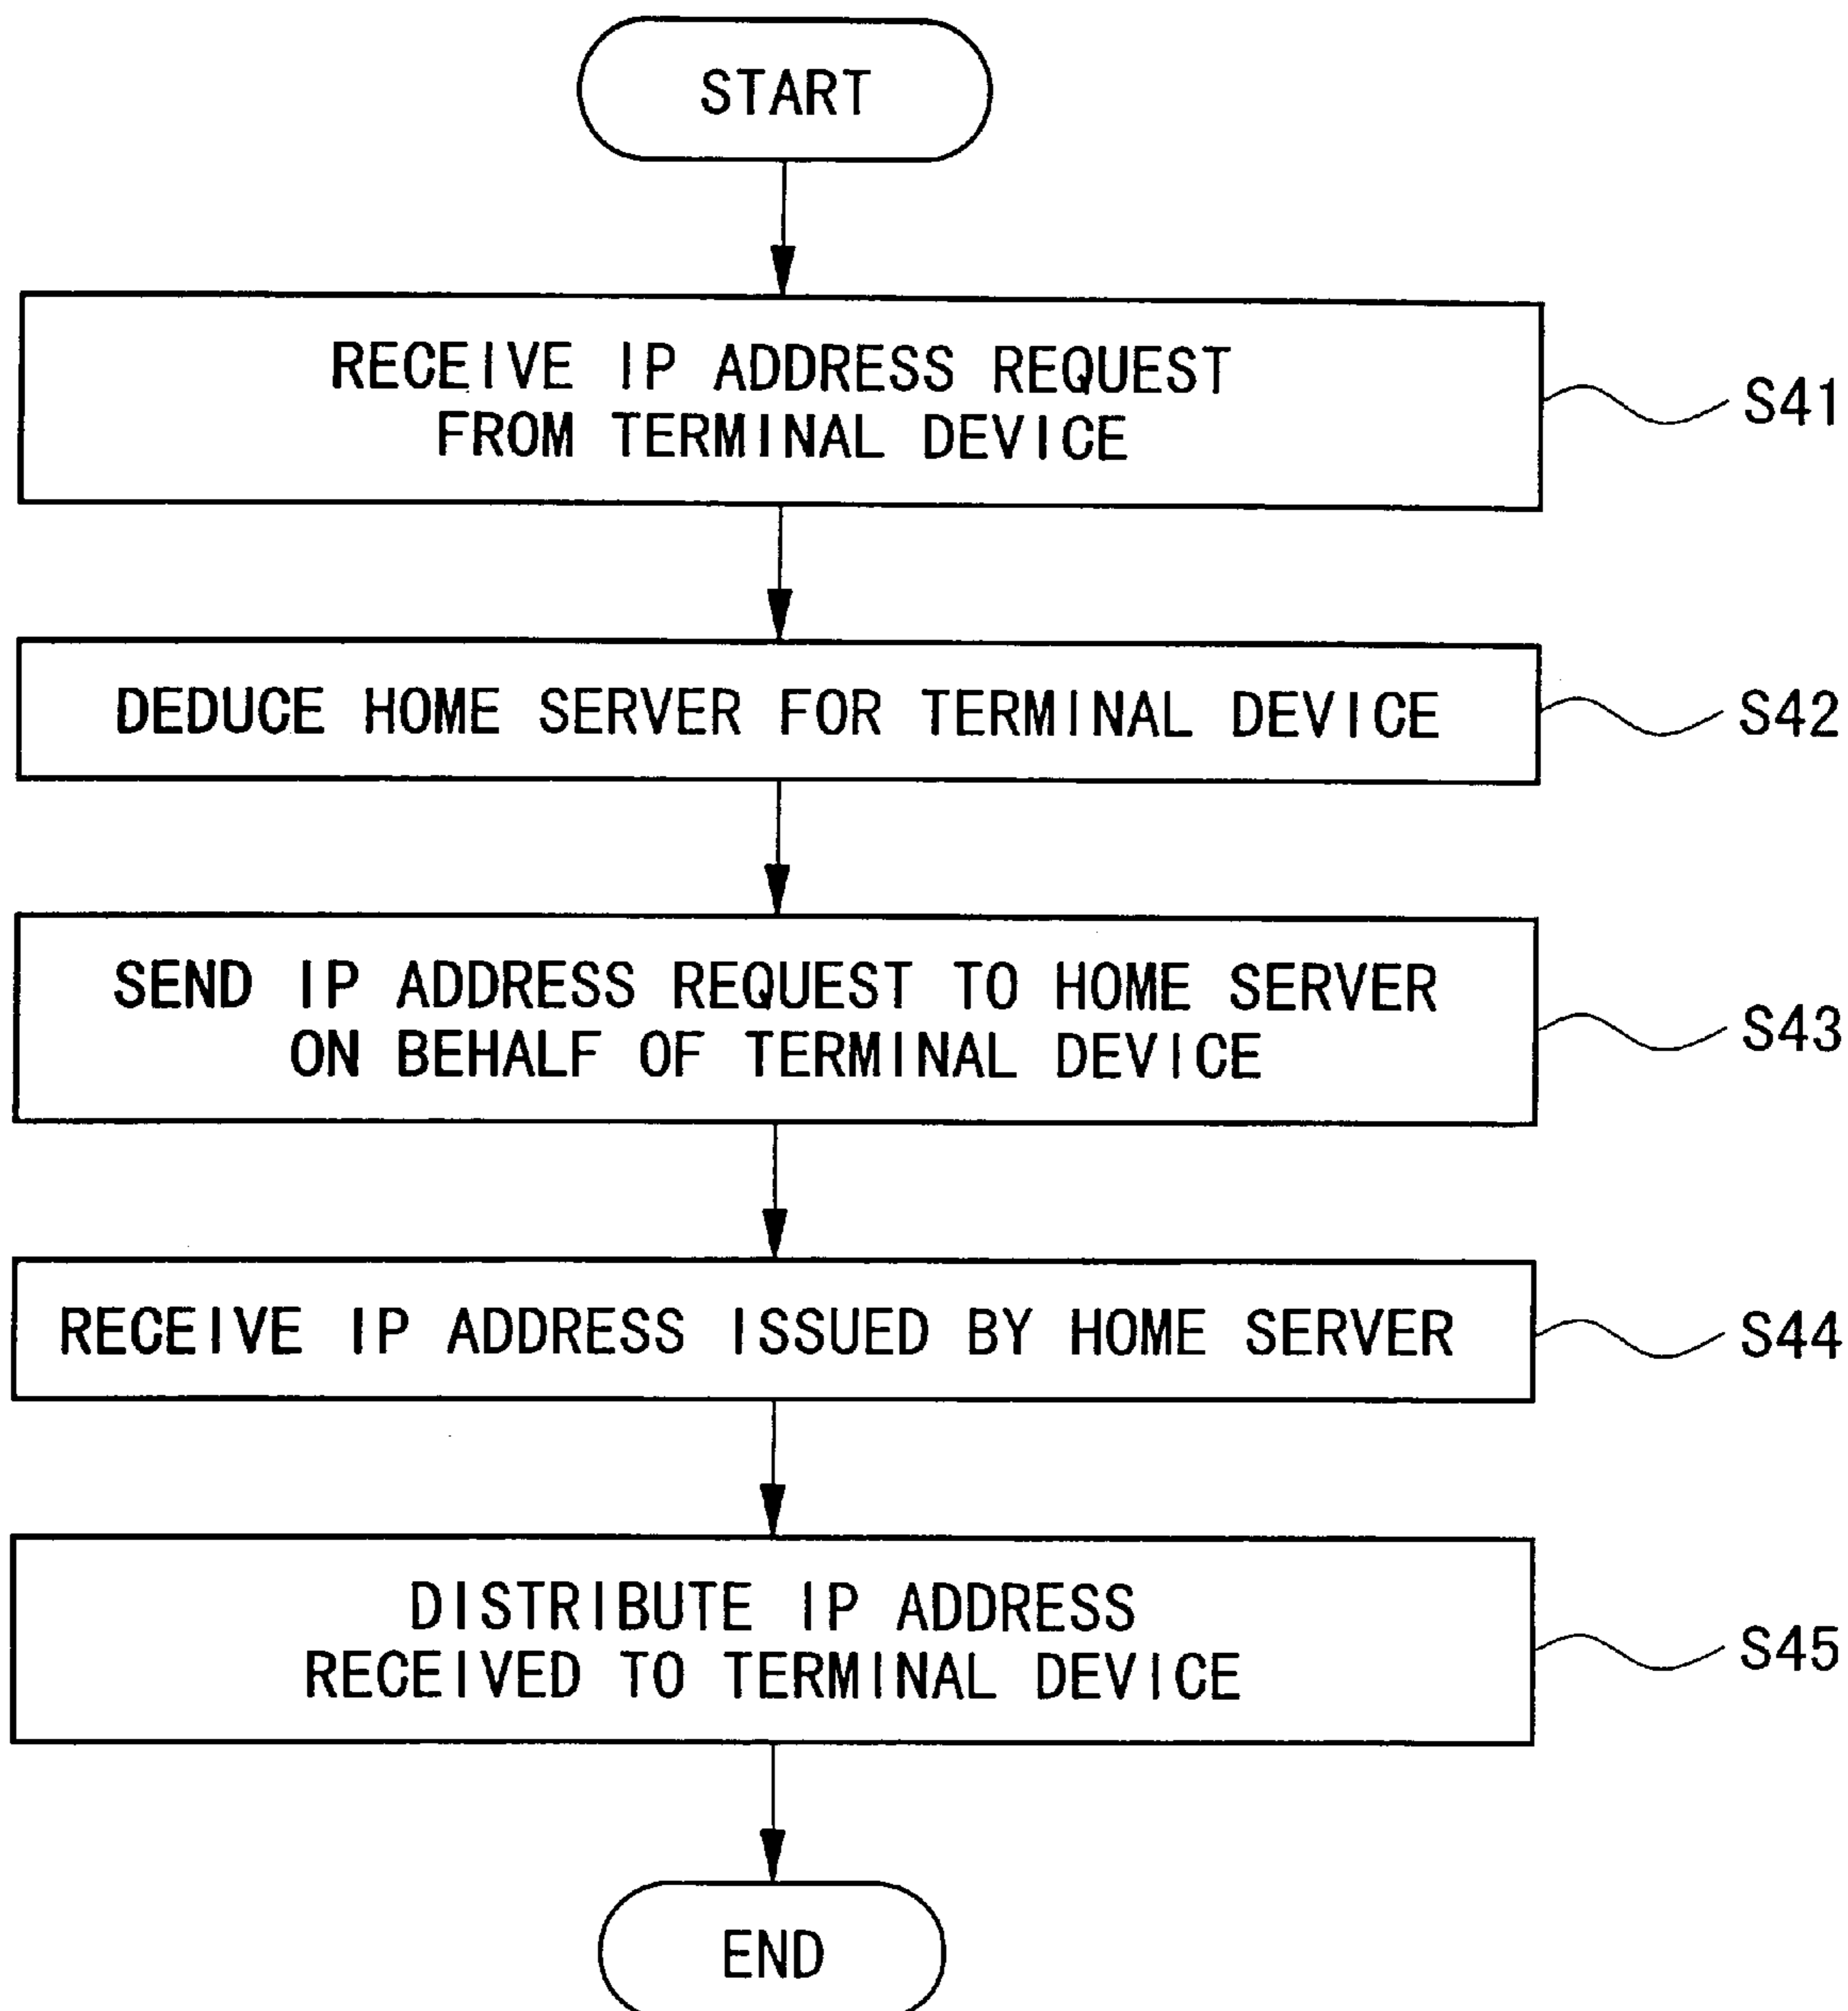 START
RECEIVE IP ADDRESS REQUEST
FROM TERMINAL DEVICE
S41
DEDUCE HOME SERVER FOR TERMINAL DEVICE
S42
SEND IP ADDRESS REQUEST TO HOME SERVER
ON BEHALF OF TERMINAL DEVICE
S43
RECEIVE IP ADDRESS ISSUED BY HOME SERVER
S44
DISTRIBUTE IP ADDRESS
RECEIVED TO TERMINAL DEVICE
S45
END